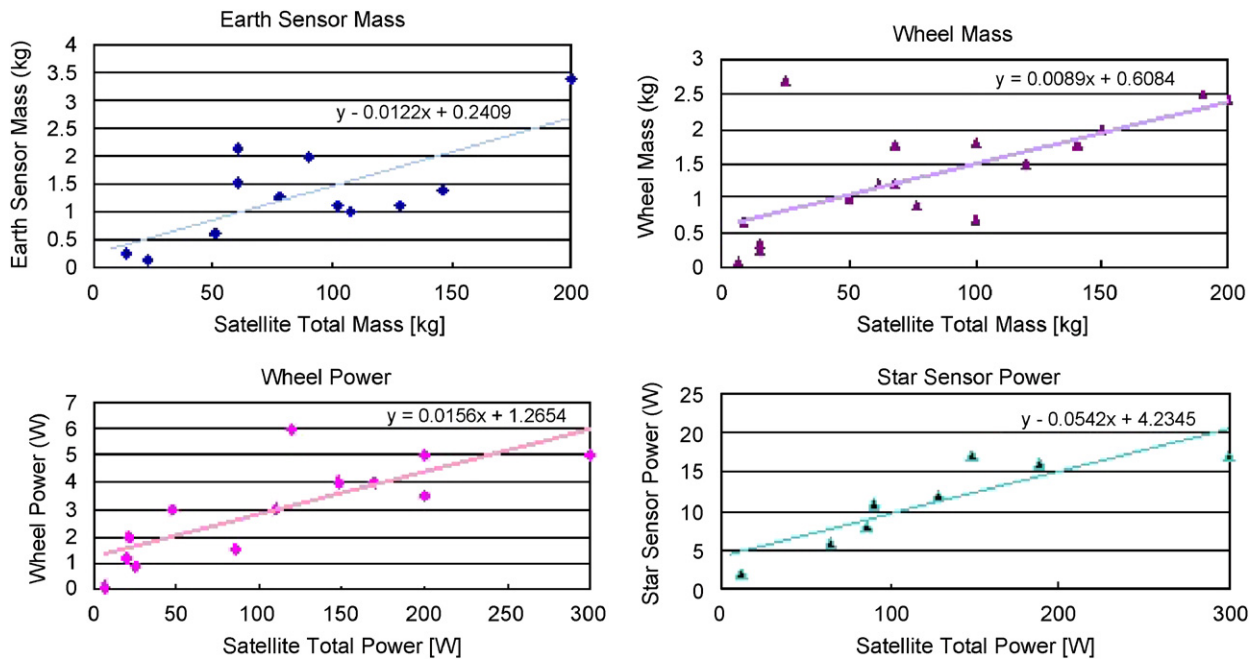 Earth Sensor Mass
Earth Sensor Mass (kg)
4
3.5
3
2.5
2
1.5
1
0.5
0
y - 0.0122x + 0.2409
0 50 100 150 200
Satellite Total Mass [kg]
Wheel Mass
Wheel Mass (kg)
3
2.5
2
1.5
1
0.5
0
y = 0.0089x + 0.6084
50 100 150 200
Satellite Total Mass [kg]
Wheel Power
Wheel Power (W)
7
6
5
4
3
2
1
0
y = 0.0156x + 1.2654
0 50 100 150 200 250 300
Satellite Total Power [W]
Star Sensor Power
Star Sensor Power (W)
25
20
15
10
5
0
y - 0.0542x + 4.2345
0 100 200 300
Satellite Total Power [W]